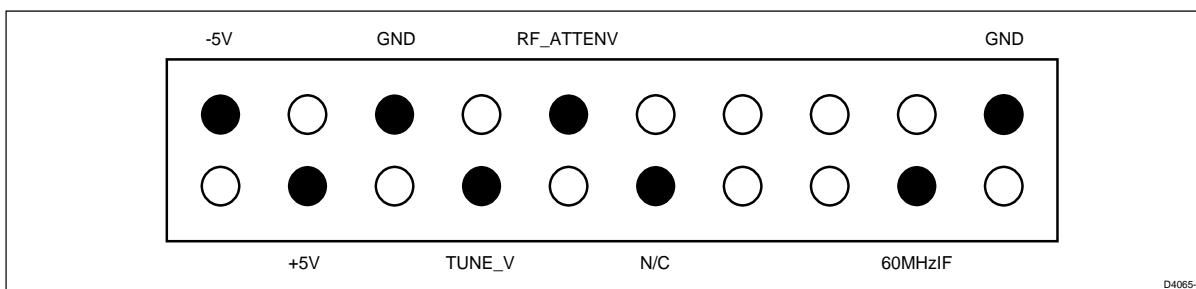 -5V GND RF_ATTENV GND
+5V TUNE_V N/C 60MHzIF
D4065-